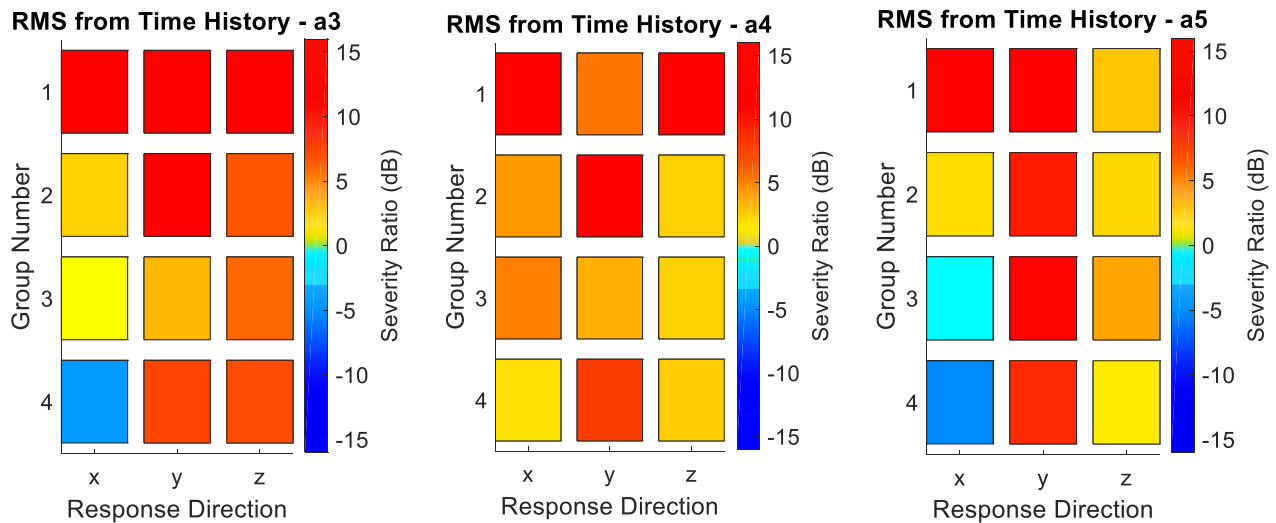 RMS from Time History - a3
15
10
5
0
-5
-10
-15
Severity Ratio (dB)
Group Number
1
2
3
4
x y z
Response Direction
RMS from Time History - a4
15
10
5
0
-5
-10
-15
Severity Ratio (dB)
Group Number
1
2
3
4
x y z
Response Direction
RMS from Time History - a5
15
10
5
0
-5
-10
-15
Severity Ratio (dB)
Group Number
1
2
3
4
x y z
Response Direction